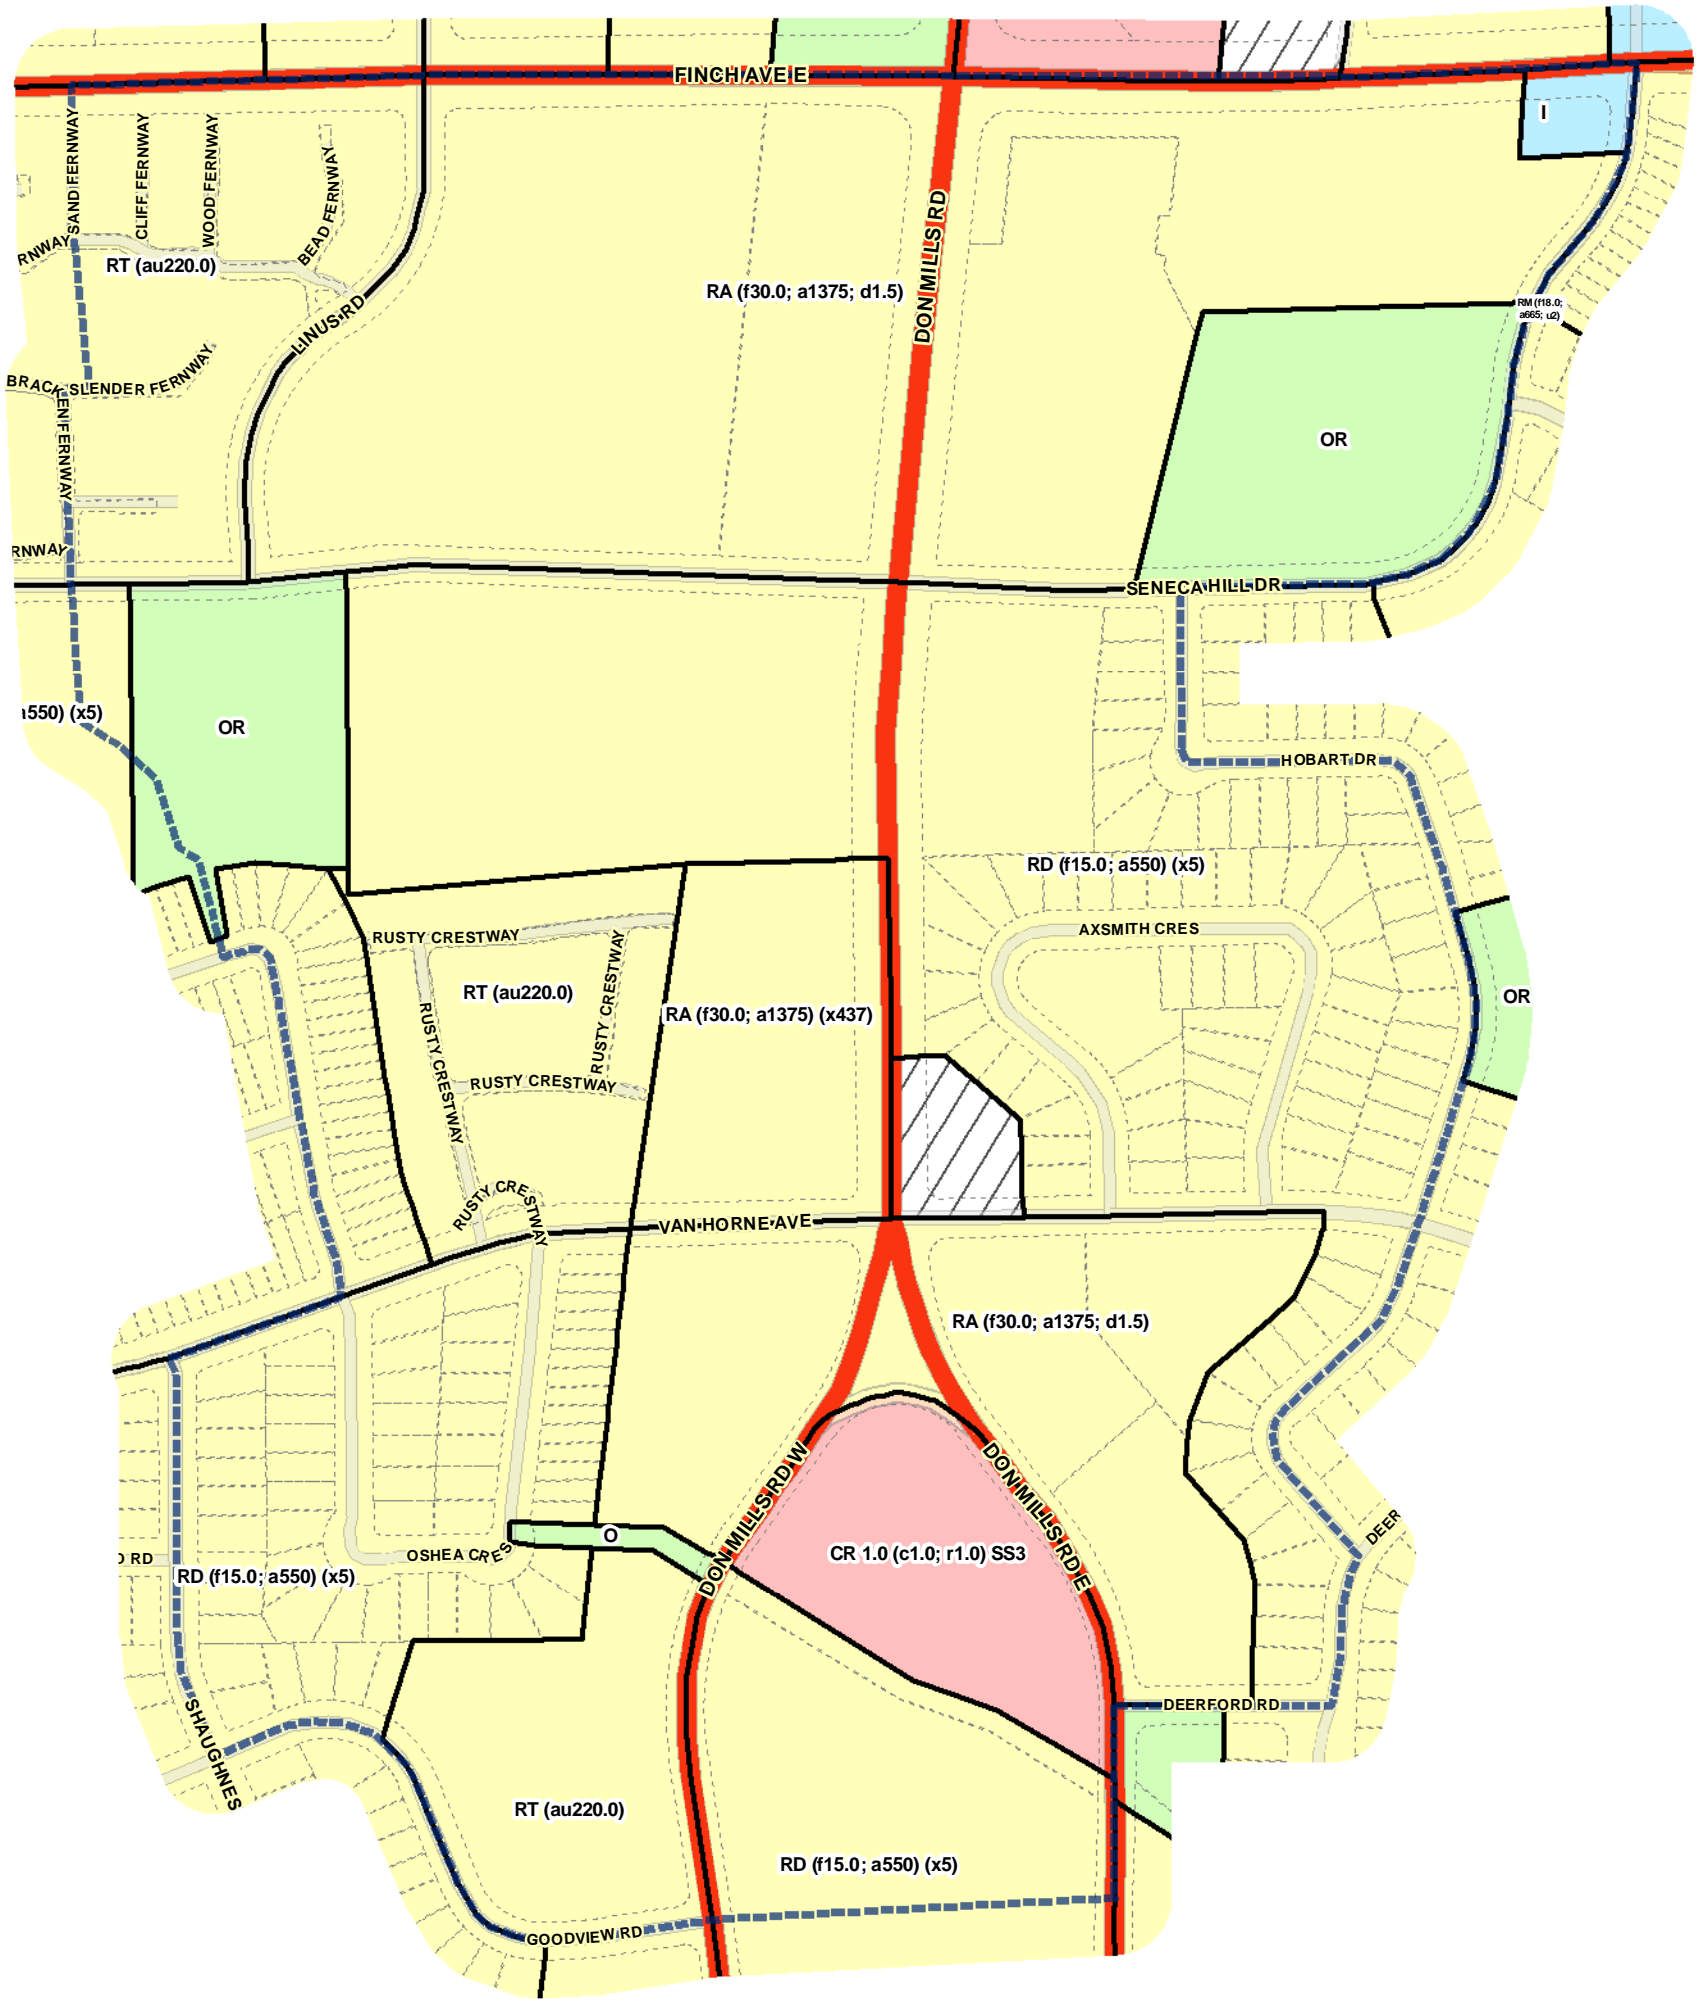 FINCH AVE E
I
SAND FERNWAY
CLIFF FERNWAY
WOOD FERNWAY
BEAD FERNWAY
RNWAY
RT (au220.0)
DON MILLS RD
RA (f30.0; a1375; d1.5)
LINUS RD
RM (f18.0;
a665; u2)
BRACK
SLENDER FERNWAY
EN FERNWAY
OR
RNWAY
SENECA HILL DR
a550) (x5)
OR
HOBART DR
RD (f15.0; a550) (x5)
RUSTY CRESTWAY
AXSMITH CRES
RT (au220.0)
RUSTY CRESTWAY
OR
RA (f30.0; a1375) (x437)
RUSTY CRESTWAY
RUSTY CRESTWAY
RUSTY CRESTWAY
VAN HORNE AVE
RA (f30.0; a1375; d1.5)
DON MILLS RD W
DON MILLS RD E
O
DEER
D RD
OSHEA CRES
CR 1.0 (c1.0; r1.0) SS3
RD (f15.0; a550) (x5)
SHAUGHNES
DEERFORD RD
RT (au220.0)
RD (f15.0; a550) (x5)
GOODVIEW RD